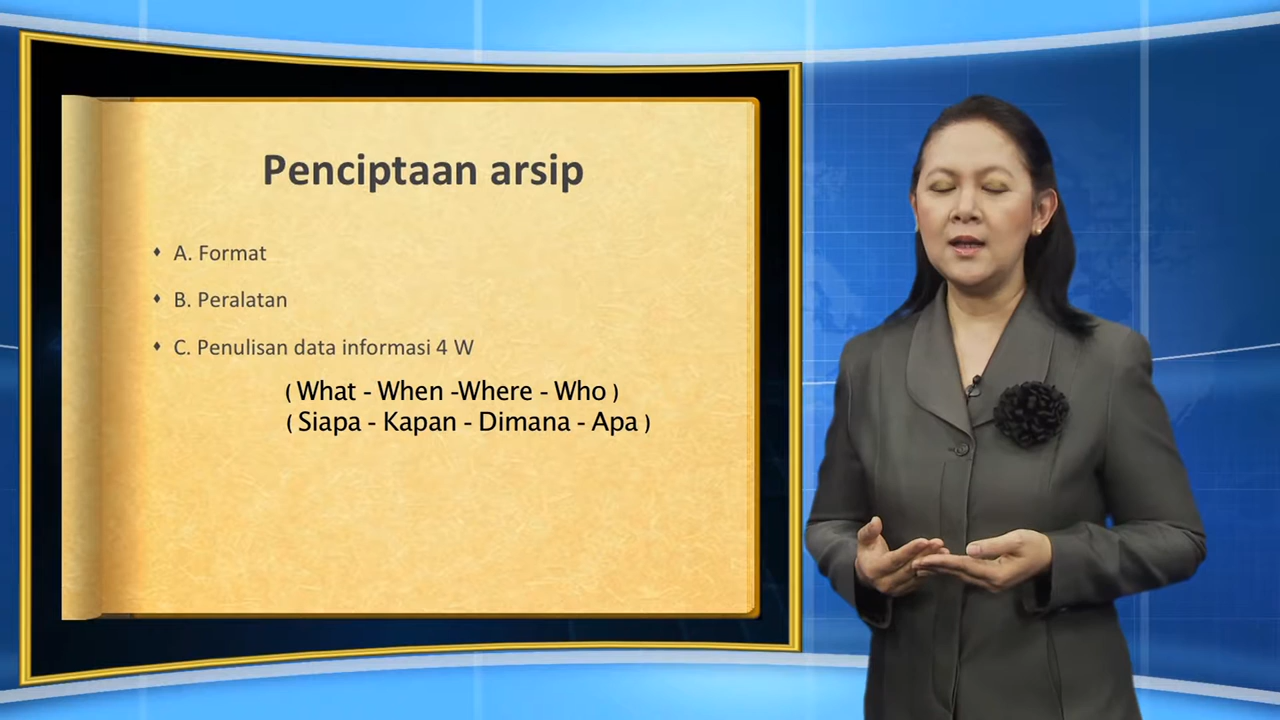 Penciptaan arsip
A. Format
B. Peralatan
C. Penulisan data informasi 4 W
( What - When -Where - Who )
( Siapa - Kapan - Dimana - Apa )